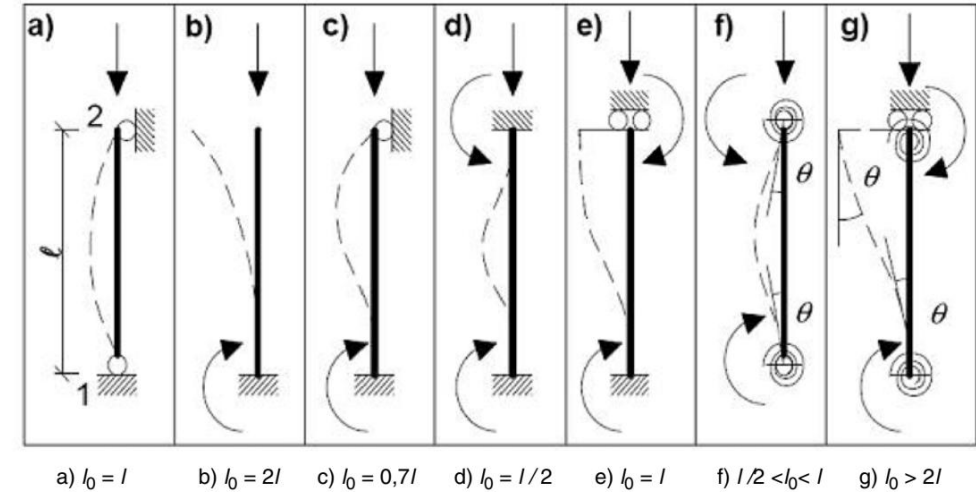 a) b) c) d) e) f) g)
2
θ θ
ℓ
θ θ
1
a) l₀ = l b) l₀ = 2l c) l₀ = 0,7l d) l₀ = l / 2 e) l₀ = l f) l /2 <l₀< l g) l₀ > 2l